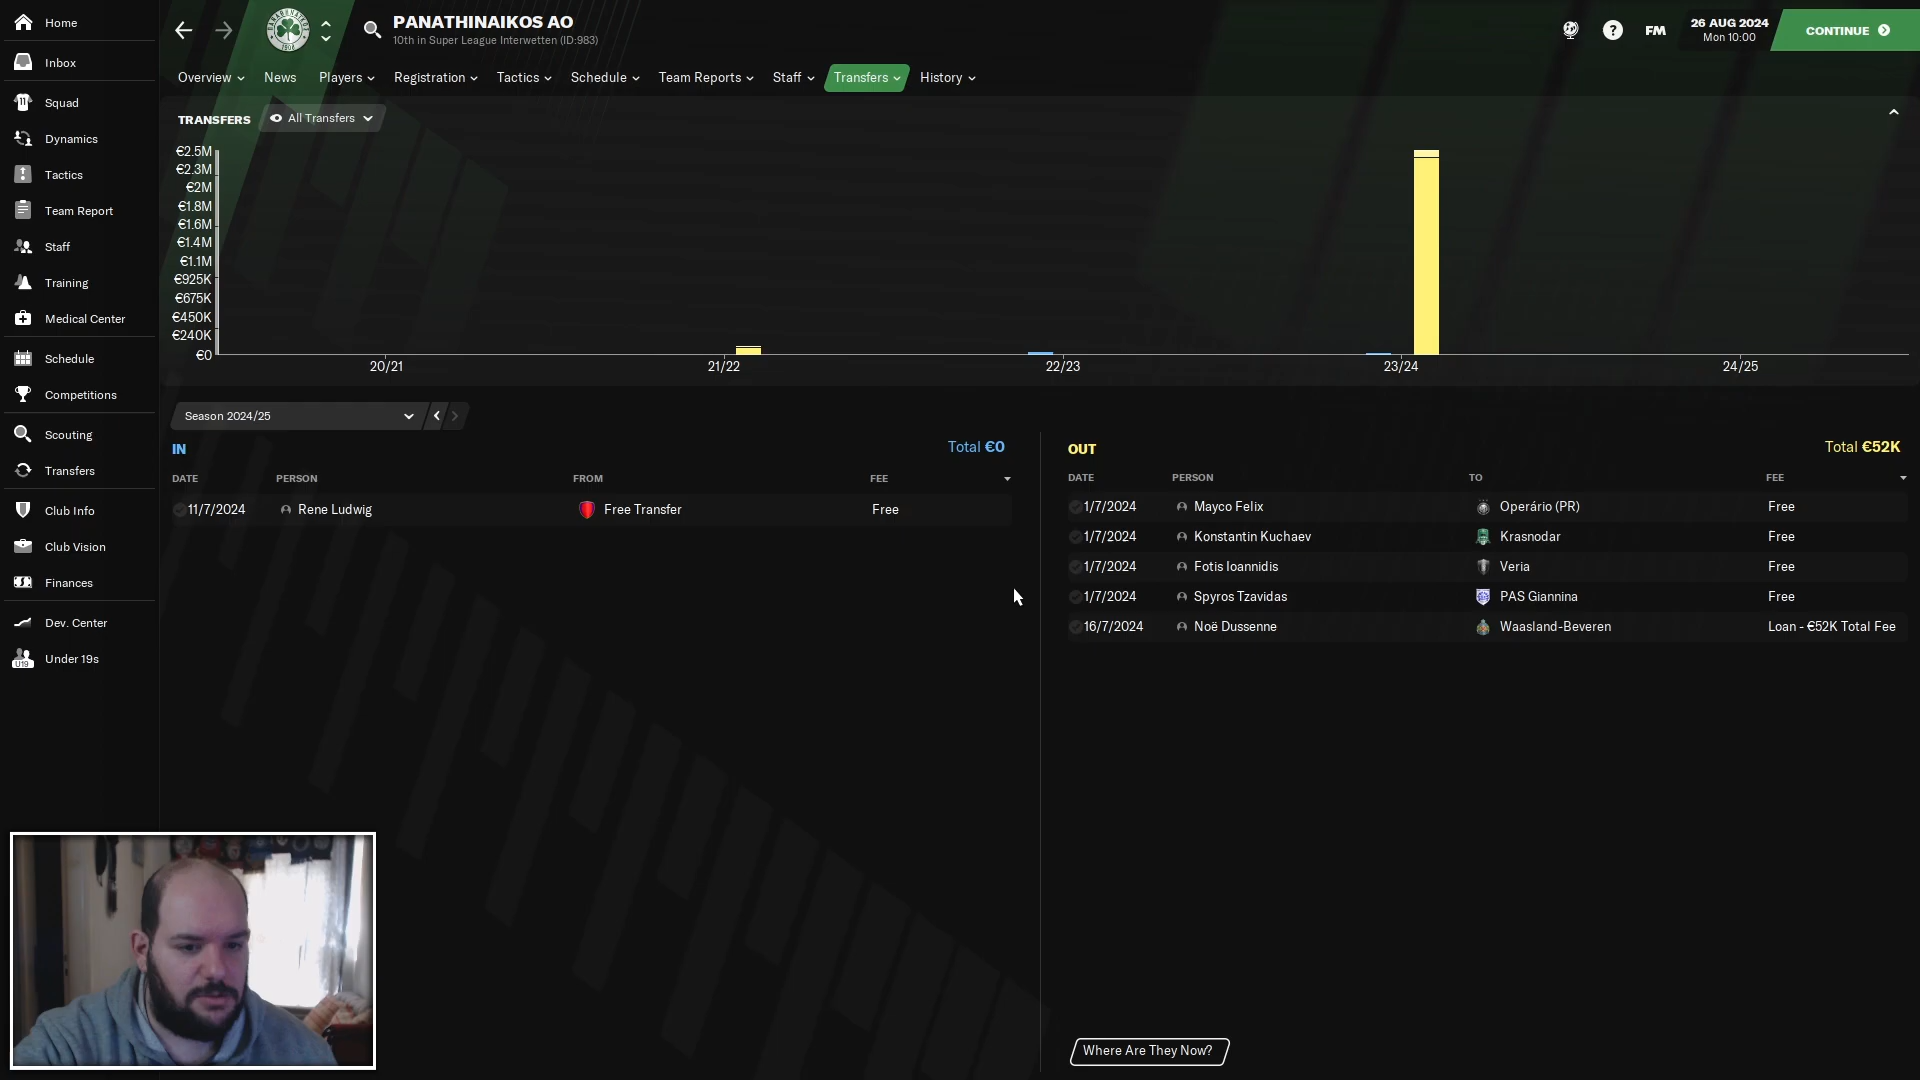 Home
Inbox
Squad
Dynamics
Tactics
Team Report
Staff
Training
Medical Center
Schedule
Competitions
Scouting
Transfers
Club Info
Club Vision
Finances
Dev. Center
Under 19s
PANATHINAIKOS AO
10th in Super League Interwetten (ID:983)
FM
26 AUG 2024
Mon 10:00
CONTINUE
Overview News Players Registration Tactics Schedule Team Reports Staff Transfers History
TRANSFERS All Transfers
€2.5M
€2.3M
€2M
€1.8M
€1.6M
€1.4M
€1.1M
€925K
€675K
€450K
€240K
€0
20/21 21/22 22/23 23/24 24/25
Season 2024/25
IN Total €0
DATE PERSON FROM FEE
11/7/2024 Rene Ludwig Free Transfer Free
OUT Total €52K
DATE PERSON TO FEE
1/7/2024 Mayco Felix Operário (PR) Free
1/7/2024 Konstantin Kuchaev Krasnodar Free
1/7/2024 Fotis Ioannidis Veria Free
1/7/2024 Spyros Tzavidas PAS Giannina Free
16/7/2024 Noë Dussenne Waasland-Beveren Loan - €52K Total Fee
Where Are They Now?